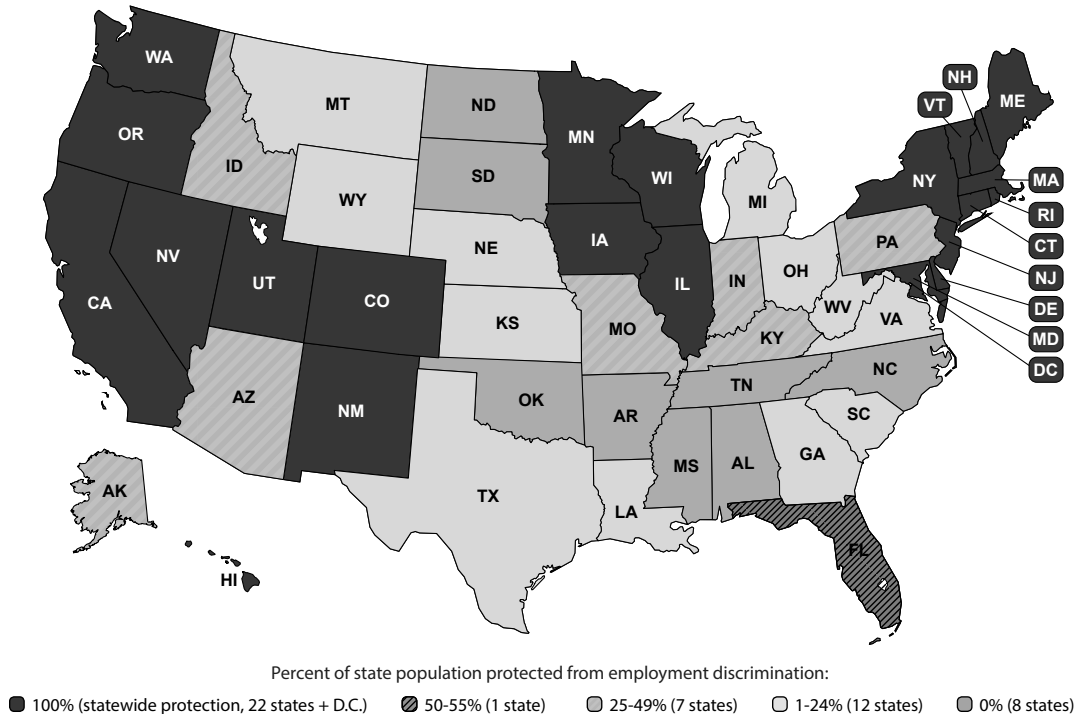 WA
OR
CA
NV
ID
MT
WY
UT
CO
AZ
NM
ND
SD
NE
KS
OK
TX
MN
IA
MO
AR
LA
WI
IL
MI
IN
OH
KY
TN
MS
AL
GA
FL
SC
NC
VA
WV
PA
NY
VT
NH
ME
MA
RI
CT
NJ
DE
MD
DC
AK
HI
Percent of state population protected from employment discrimination:
100% (statewide protection, 22 states + D.C.) 50-55% (1 state) 25-49% (7 states) 1-24% (12 states) 0% (8 states)